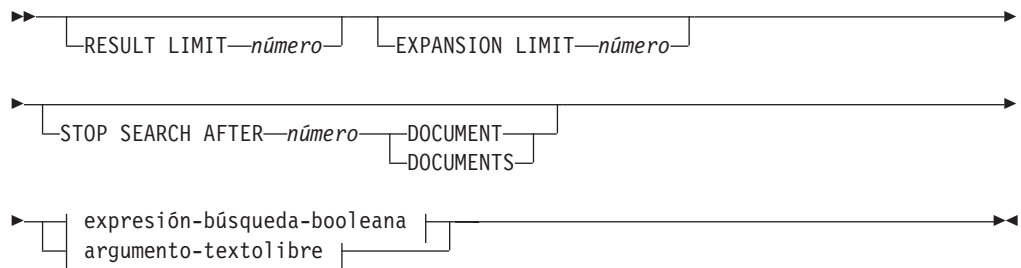 RESULT LIMIT número EXPANSION LIMIT número
STOP SEARCH AFTER número DOCUMENT
DOCUMENTS
expresión-búsqueda-booleana
argumento-textolibre